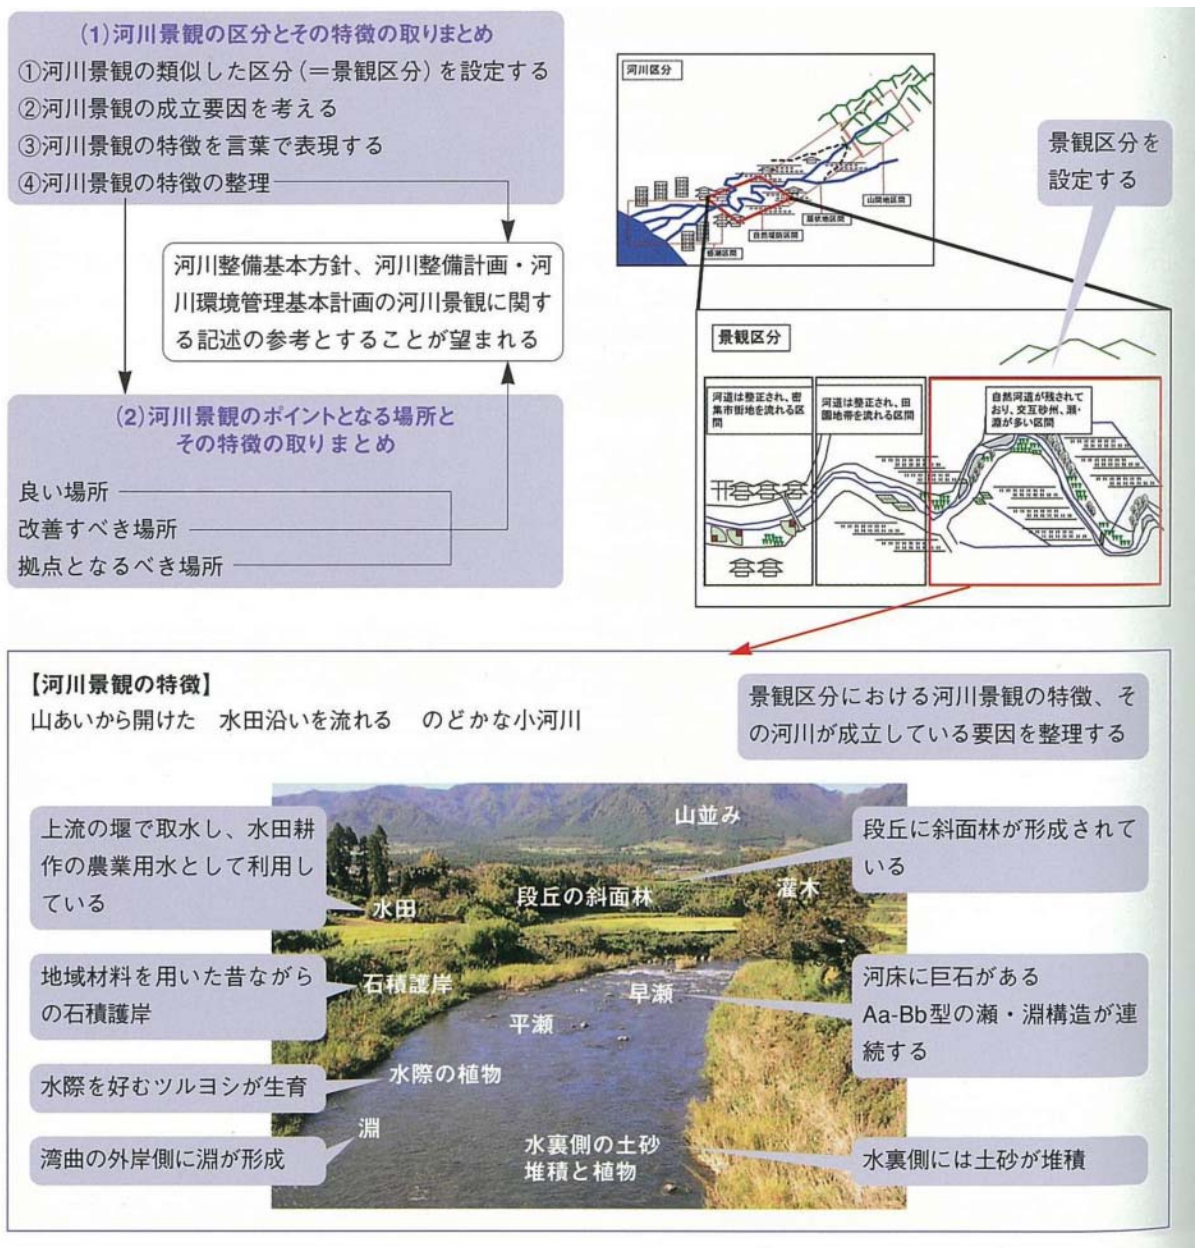 (1)河川景観の区分とその特徴の取りまとめ
①河川景観の類似した区分(=景観区分)を設定する
②河川景観の成立要因を考える
③河川景観の特徴を言葉で表現する
④河川景観の特徴の整理
河川整備基本方針、河川整備計画・河
川環境管理基本計画の河川景観に関す
る記述の参考とすることが望まれる
(2)河川景観のポイントとなる場所と
その特徴の取りまとめ
良い場所
改善すべき場所
拠点となるべき場所
河川区分
山間地区間
扇状地区間
自然堤防区間
感潮区間
景観区分を
設定する
景観区分
河道は整正され、密
集市街地を流れる区
間
河道は整正され、田
園地帯を流れる区間
自然河道が残されて
おり、交互砂州、瀬・
淵が多い区間
【河川景観の特徴】
山あいから開けた 水田沿いを流れる のどかな小河川
景観区分における河川景観の特徴、そ
の河川が成立している要因を整理する
上流の堰で取水し、水田耕
作の農業用水として利用し
ている
地域材料を用いた昔ながら
の石積護岸
水際を好むツルヨシが生育
湾曲の外岸側に淵が形成
山並み
段丘の斜面林
灌木
水田
石積護岸
早瀬
平瀬
水際の植物
淵
水裏側の土砂
堆積と植物
段丘に斜面林が形成されて
いる
河床に巨石がある
Aa-Bb型の瀬・淵構造が連
続する
水裏側には土砂が堆積